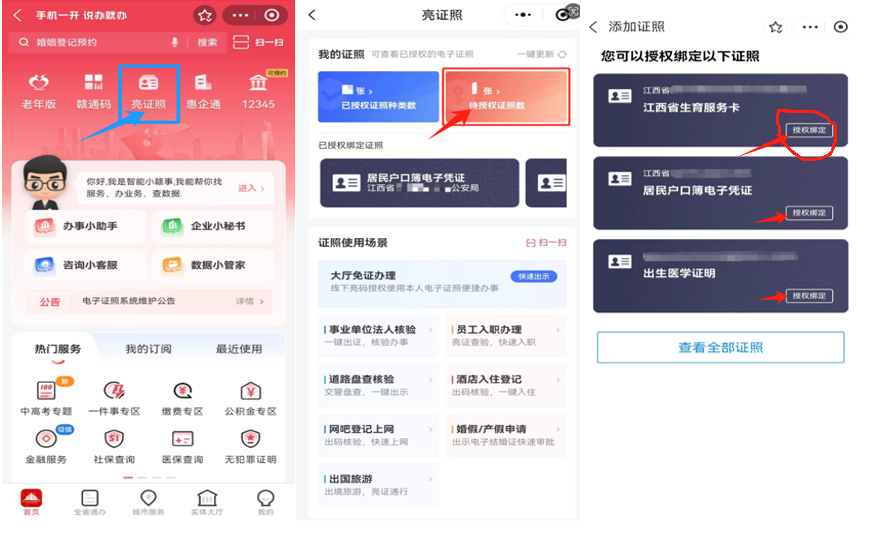 手机一开 说办就办
婚姻登记预约
搜索
扫一扫
老年版
赣通码
亮证照
惠企通
可预约
12345
你好,我是智能小赣事,我能帮你找
服务、办业务、查数据.
进入
办事小助手
企业小秘书
咨询小客服
数据小管家
公告
电子证照系统维护公告
详情
热门服务
我的订阅
最近使用
新
中高考专题
一件事专区
缴费专区
公积金专区
征信
金融服务
社保查询
医保查询
无犯罪证明
首页
全省通办
城市服务
实体大厅
我的
亮证照
我的证照
可查看已授权的电子证照
一键更新
张
已授权证照种类数
张
待授权证照数
已授权绑定证照
居民户口簿电子凭证
江西省
公安局
证照使用场景
扫一扫
大厅免证办理
线下亮码授权使用本人电子证照便捷办事
快速出示
事业单位法人核验
一键出证，核验办事
员工入职办理
亮证查验，快速入职
道路盘查核验
交警盘查，一键出示
酒店入住登记
出码核验，一键入住
网吧登记上网
出码核验，快速上网
婚假/产假申请
出示电子结婚证快速审批
出国旅游
出境旅游，亮证通行
添加证照
您可以授权绑定以下证照
江西省
江西省生育服务卡
授权绑定
江西省
居民户口簿电子凭证
授权绑定
出生医学证明
授权绑定
查看全部证照